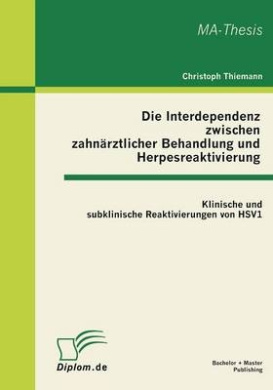 MA-Thesis
Christoph Thiemann
Die Interdependenz
zwischen
zahnärztlicher Behandlung und
Herpesreaktivierung
Klinische und
subklinische Reaktivierungen von HSV1
Diplom.de
Bachelor + Master
Publishing